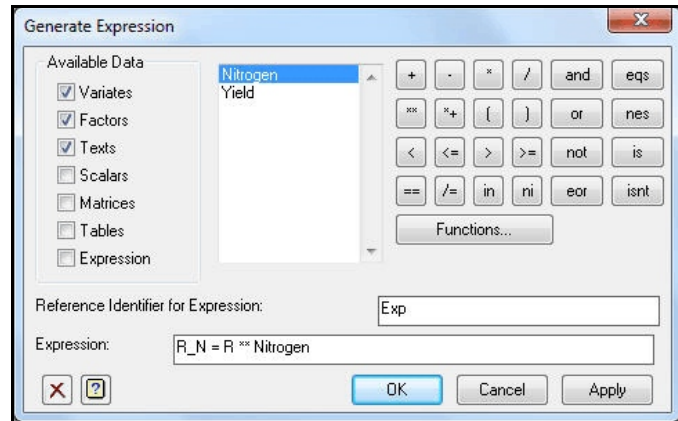 Generate Expression
Available Data
Variates
Factors
Texts
Scalars
Matrices
Tables
Expression
Nitrogen
Yield
+ - * / and eqs
** *+ ( ) or nes
< <= > >= not is
== /= in ni eor isnt
Functions...
Reference Identifier for Expression: Exp
Expression: R_N = R ** Nitrogen
OK Cancel Apply